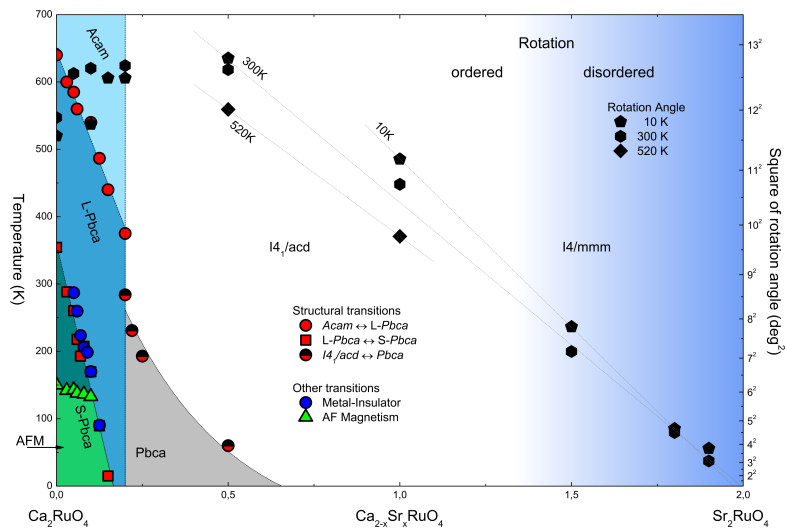 700
600
500
400
300
200
100
0
Temperature (K)
AFM
Acam
L-Pbca
S-Pbca
Pbca
300K
520K
10K
Rotation
ordered
disordered
Rotation Angle
10 K
300 K
520 K
I4₁/acd
I4/mmm
Structural transitions
Acam ↔ L-Pbca
L-Pbca ↔ S-Pbca
I4₁/acd ↔ Pbca
Other transitions
Metal-Insulator
AF Magnetism
13²
12²
11²
10²
9²
8²
7²
6²
5²
4²
3²
2²
Square of rotation angle (deg²)
0,0
0,5
1,0
1,5
2,0
Ca₂RuO₄
Ca₂₋ₓSrₓRuO₄
Sr₂RuO₄